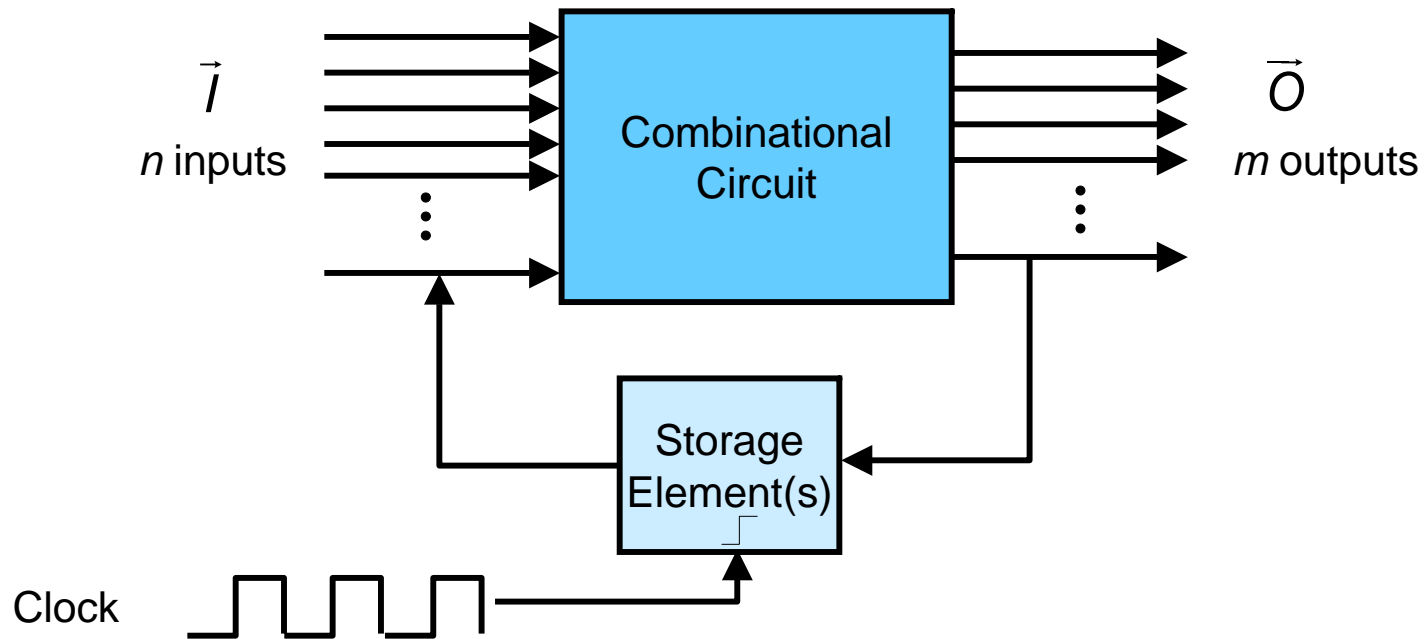 I
n inputs
Combinational
Circuit
O
m outputs
Storage
Element(s)
Clock